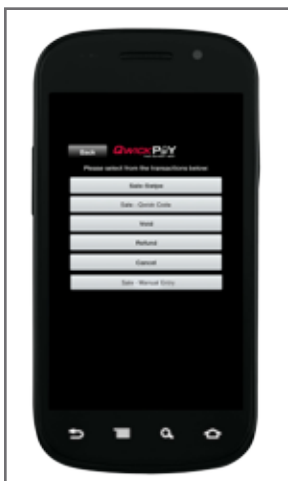 Back
QWICKPAY
Please select from the transactions below:
Sale Swipe
Sale - Qwick Code
Void
Refund
Cancel
Sale - Manual Entry